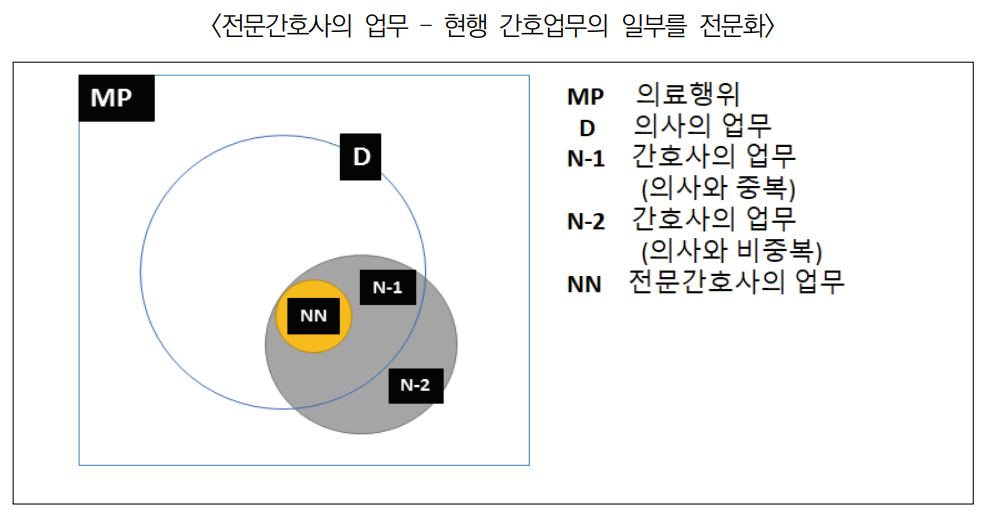 <전문간호사의 업무 – 현행 간호업무의 일부를 전문화>
MP
D
N-1
NN
N-2
MP 의료행위
D 의사의 업무
N-1 간호사의 업무
(의사와 중복)
N-2 간호사의 업무
(의사와 비중복)
NN 전문간호사의 업무